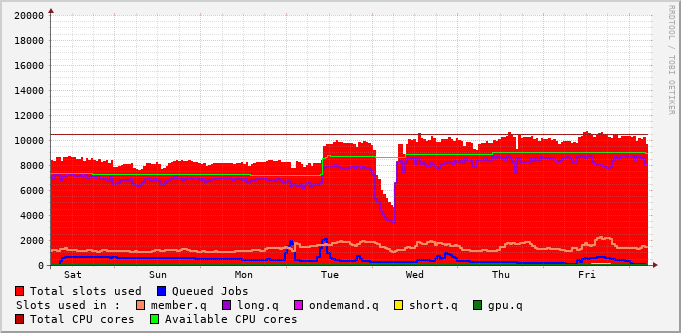 20000
18000
16000
14000
12000
10000
8000
6000
4000
2000
0
Sat Sun Mon Tue Wed Thu Fri
Total slots used Queued Jobs
Slots used in : member.q long.q ondemand.q short.q gpu.q
Total CPU cores Available CPU cores
RRDTOOL / TOBI OETIKER